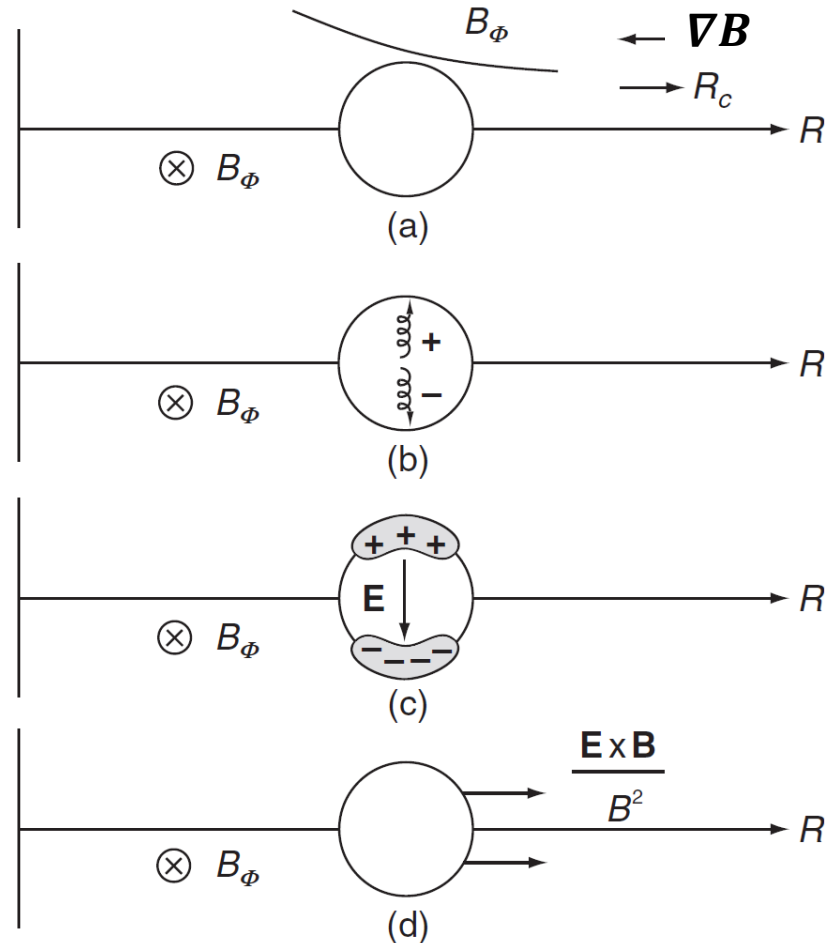 B_Φ
∇B
R_c
R
⊗ B_Φ
(a)
+
−
R
⊗ B_Φ
(b)
+ + +
E
R
⊗ B_Φ
− − − −
(c)
E x B
B²
R
⊗ B_Φ
(d)